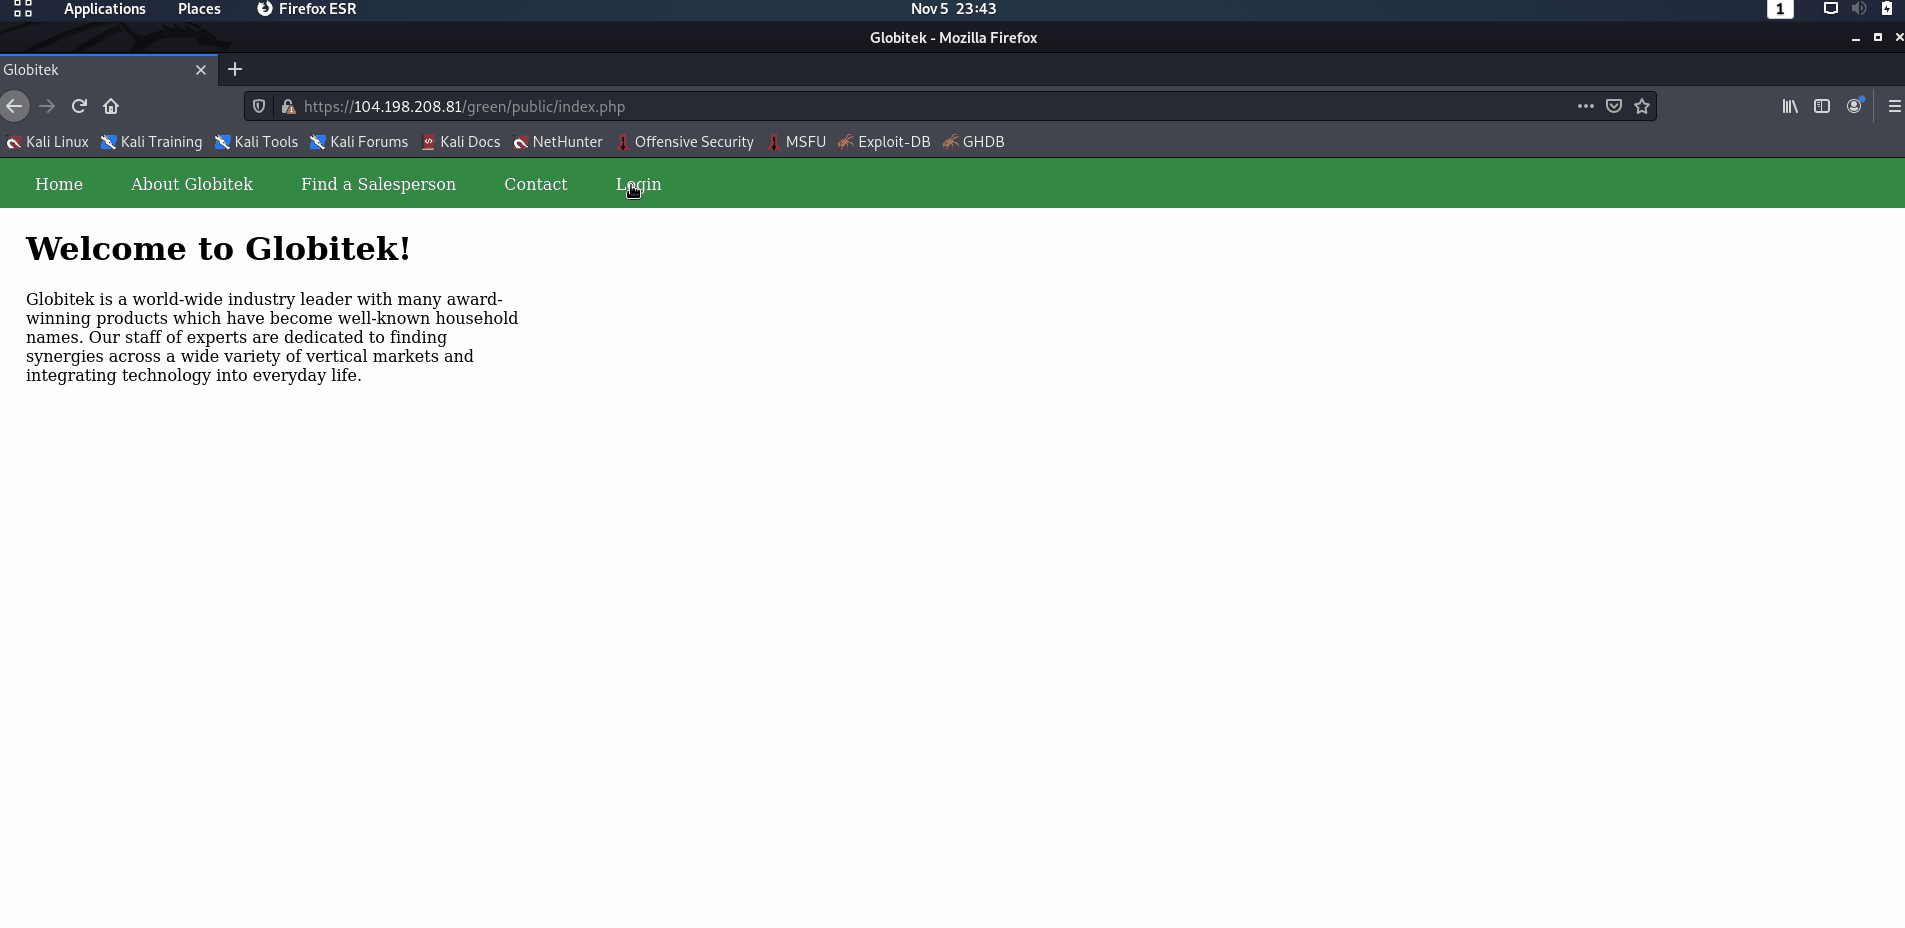 Applications Places Firefox ESR Nov 5 23:43 1
Globitek - Mozilla Firefox
Globitek
https://104.198.208.81/green/public/index.php
Kali Linux Kali Training Kali Tools Kali Forums Kali Docs NetHunter Offensive Security MSFU Exploit-DB GHDB
Home About Globitek Find a Salesperson Contact Login
Welcome to Globitek!
Globitek is a world-wide industry leader with many award-
winning products which have become well-known household
names. Our staff of experts are dedicated to finding
synergies across a wide variety of vertical markets and
integrating technology into everyday life.